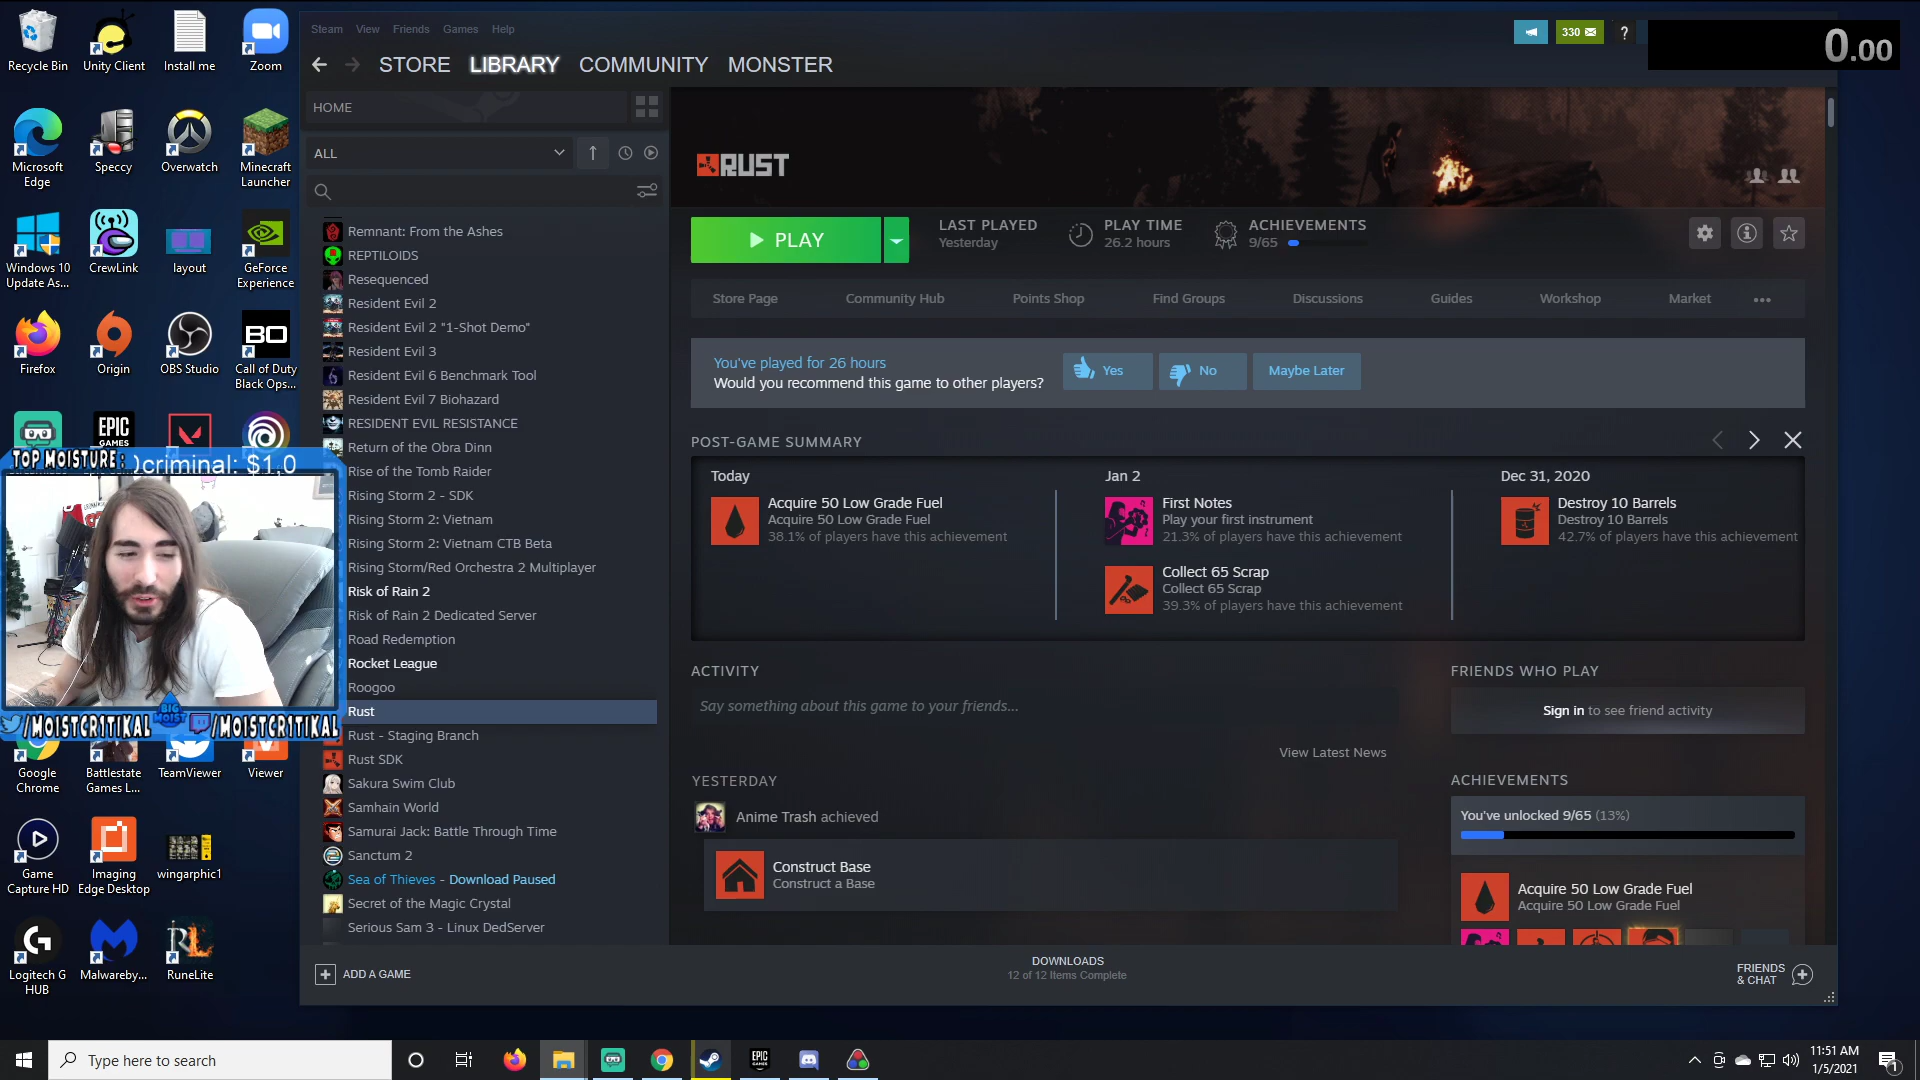 Recycle Bin
Unity Client
Install me
Zoom
Microsoft Edge
Speccy
Overwatch
Minecraft Launcher
Windows 10 Update As...
CrewLink
layout
GeForce Experience
Firefox
Origin
OBS Studio
BO
Call of Duty Black Ops...
EPIC GAMES
TOP MOISTURE:
criminal: $1,0
/MOISTCR1TIKAL
BIG MOIST
/MOISTCR1TIKAL
Google Chrome
Battlestate Games L...
TeamViewer
Viewer
Game Capture HD
Imaging Edge Desktop
wingarphic1
Logitech G HUB
Malwareby...
RuneLite
Steam View Friends Games Help
330
?
0.00
STORE LIBRARY COMMUNITY MONSTER
HOME
ALL
Remnant: From the Ashes
REPTILOIDS
Resequenced
Resident Evil 2
Resident Evil 2 "1-Shot Demo"
Resident Evil 3
Resident Evil 6 Benchmark Tool
Resident Evil 7 Biohazard
RESIDENT EVIL RESISTANCE
Return of the Obra Dinn
Rise of the Tomb Raider
Rising Storm 2 - SDK
Rising Storm 2: Vietnam
Rising Storm 2: Vietnam CTB Beta
Rising Storm/Red Orchestra 2 Multiplayer
Risk of Rain 2
Risk of Rain 2 Dedicated Server
Road Redemption
Rocket League
Roogoo
Rust
Rust - Staging Branch
Rust SDK
Sakura Swim Club
Samhain World
Samurai Jack: Battle Through Time
Sanctum 2
Sea of Thieves - Download Paused
Secret of the Magic Crystal
Serious Sam 3 - Linux DedServer
ADD A GAME
RUST
PLAY
LAST PLAYED
Yesterday
PLAY TIME
26.2 hours
ACHIEVEMENTS
9/65
Store Page Community Hub Points Shop Find Groups Discussions Guides Workshop Market
You've played for 26 hours
Would you recommend this game to other players?
Yes
No
Maybe Later
POST-GAME SUMMARY
Today
Acquire 50 Low Grade Fuel
Acquire 50 Low Grade Fuel
38.1% of players have this achievement
Jan 2
First Notes
Play your first instrument
21.3% of players have this achievement
Collect 65 Scrap
Collect 65 Scrap
39.3% of players have this achievement
Dec 31, 2020
Destroy 10 Barrels
Destroy 10 Barrels
42.7% of players have this achievement
ACTIVITY
Say something about this game to your friends...
View Latest News
YESTERDAY
Anime Trash achieved
Construct Base
Construct a Base
FRIENDS WHO PLAY
Sign in to see friend activity
ACHIEVEMENTS
You've unlocked 9/65 (13%)
Acquire 50 Low Grade Fuel
Acquire 50 Low Grade Fuel
DOWNLOADS
12 of 12 Items Complete
FRIENDS & CHAT
Type here to search
EPIC
11:51 AM
1/5/2021
1